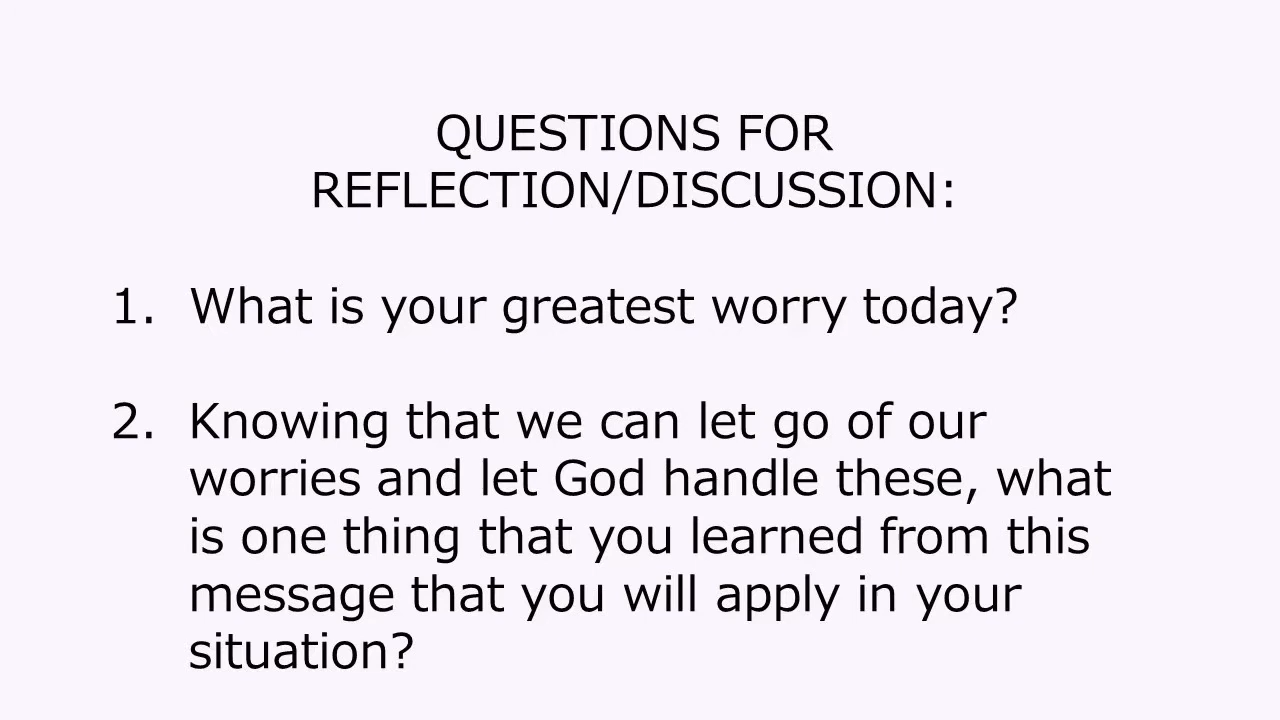 QUESTIONS FOR
REFLECTION/DISCUSSION:
1. What is your greatest worry today?
2. Knowing that we can let go of our
worries and let God handle these, what
is one thing that you learned from this
message that you will apply in your
situation?